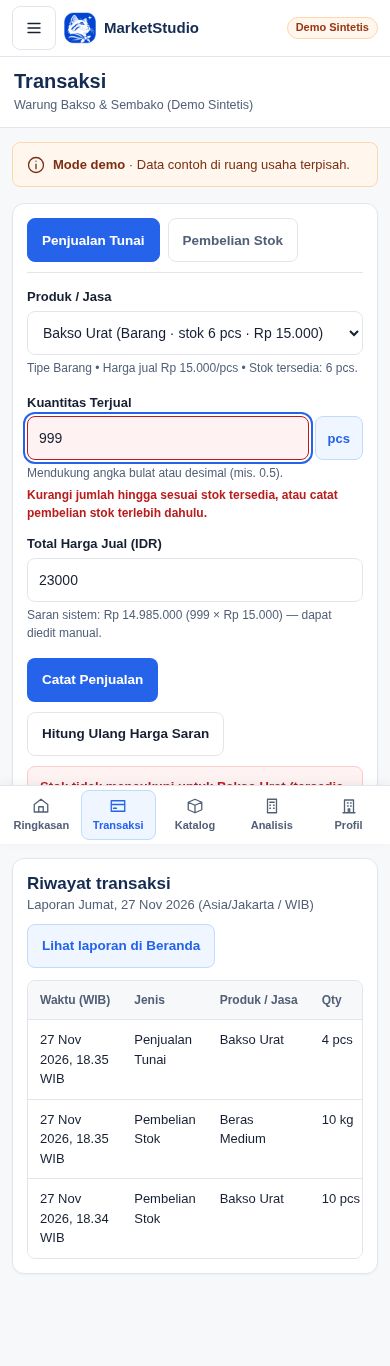 MarketStudio
Demo Sintetis
Transaksi
Warung Bakso & Sembako (Demo Sintetis)
Mode demo · Data contoh di ruang usaha terpisah.
Penjualan Tunai
Pembelian Stok
Produk / Jasa
Bakso Urat (Barang · stok 6 pcs · Rp 15.000)
Tipe Barang • Harga jual Rp 15.000/pcs • Stok tersedia: 6 pcs.
Kuantitas Terjual
999
pcs
Mendukung angka bulat atau desimal (mis. 0.5).
Kurangi jumlah hingga sesuai stok tersedia, atau catat
pembelian stok terlebih dahulu.
Total Harga Jual (IDR)
23000
Saran sistem: Rp 14.985.000 (999 × Rp 15.000) — dapat
diedit manual.
Catat Penjualan
Hitung Ulang Harga Saran
Stok tidak mencukupi untuk Bakso Urat (tersedia
Ringkasan
Transaksi
Katalog
Analisis
Profil
Riwayat transaksi
Laporan Jumat, 27 Nov 2026 (Asia/Jakarta / WIB)
Lihat laporan di Beranda
Waktu (WIB) Jenis Produk / Jasa Qty
27 Nov Penjualan Bakso Urat 4 pcs
2026, 18.35 Tunai
WIB
27 Nov Pembelian Beras 10 kg
2026, 18.35 Stok Medium
WIB
27 Nov Pembelian Bakso Urat 10 pcs
2026, 18.34 Stok
WIB